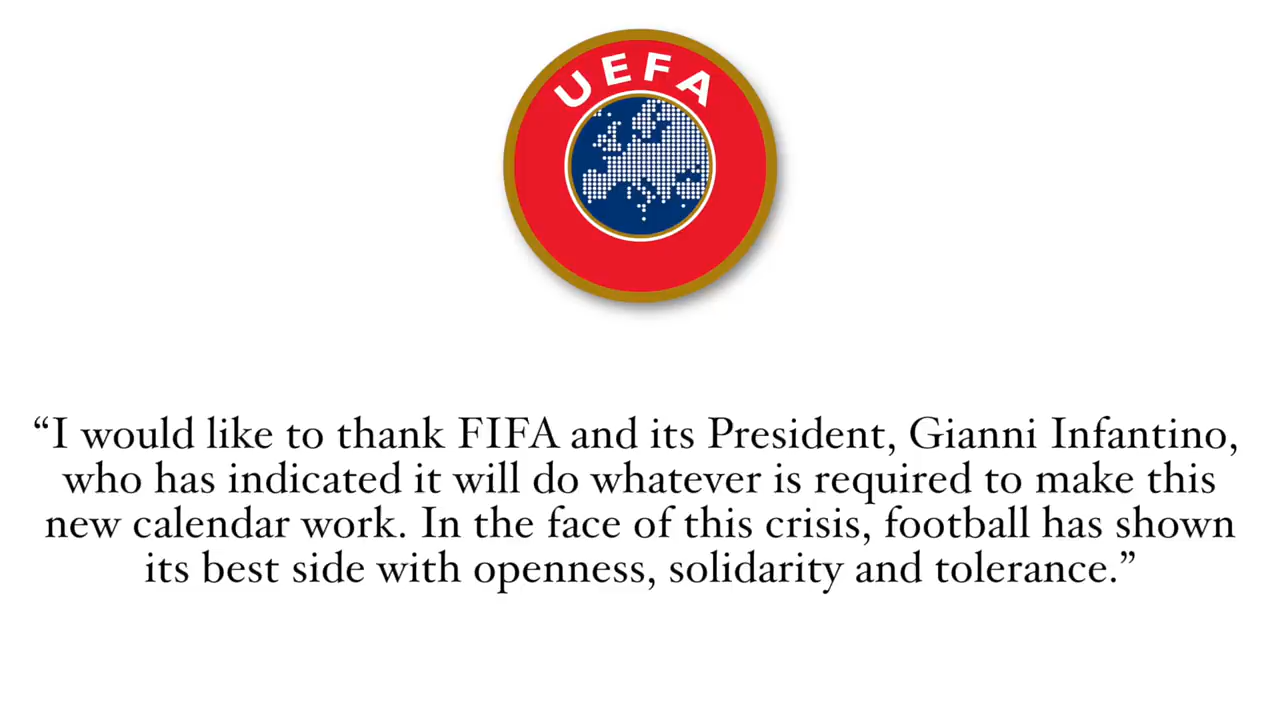 UEFA
“I would like to thank FIFA and its President, Gianni Infantino,
who has indicated it will do whatever is required to make this
new calendar work. In the face of this crisis, football has shown
its best side with openness, solidarity and tolerance.”